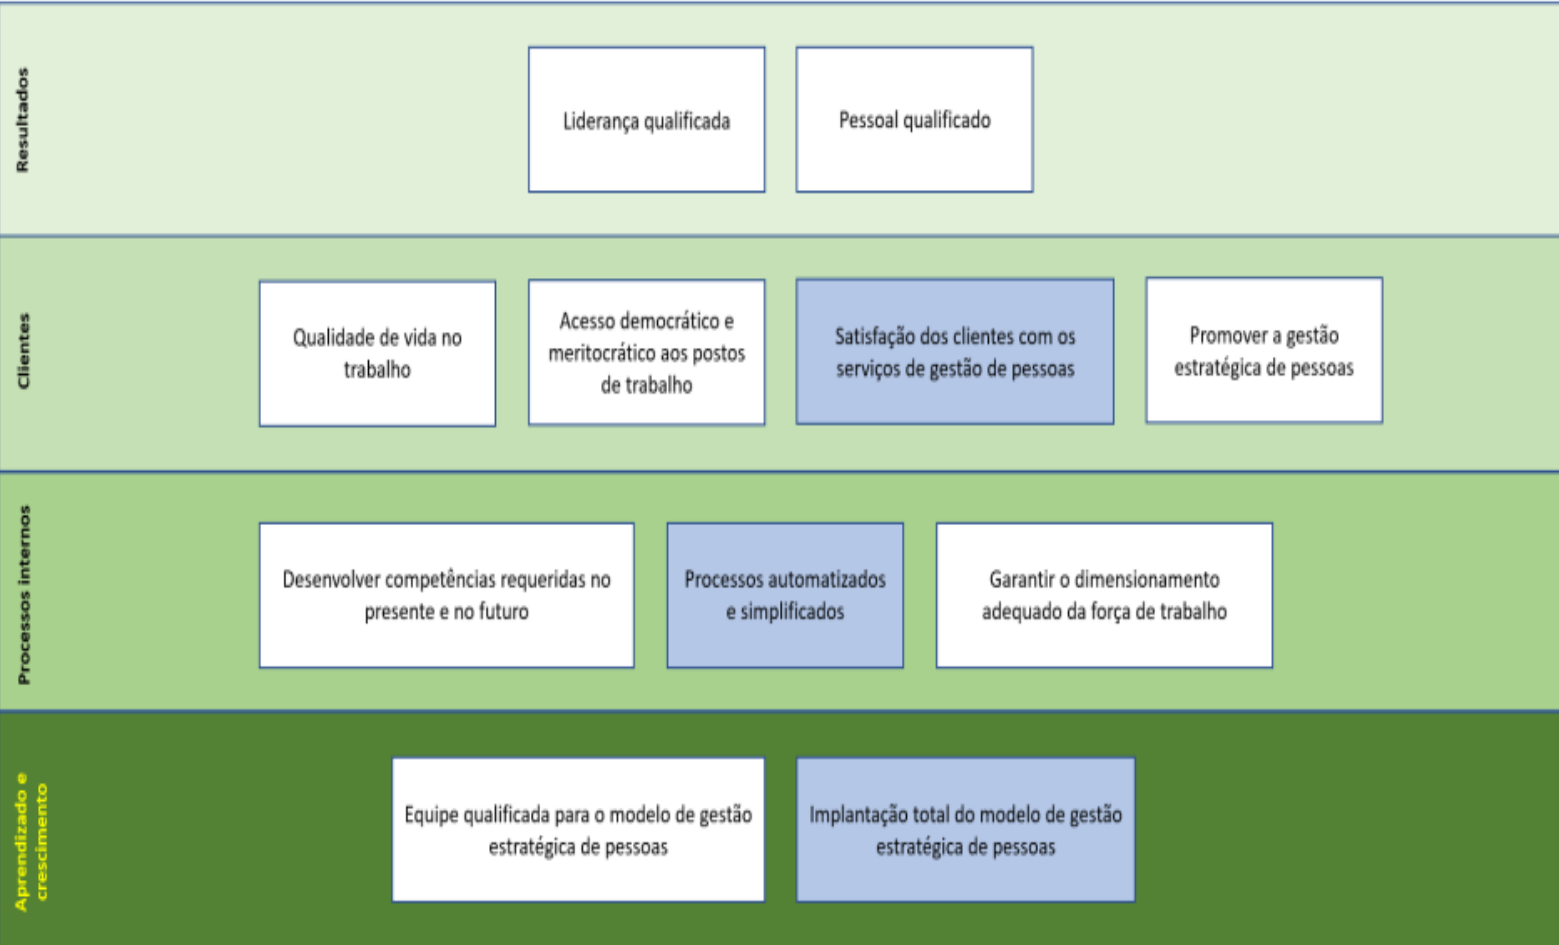 Resultados
Liderança qualificada
Pessoal qualificado
Clientes
Qualidade de vida no
trabalho
Acesso democrático e
meritocrático aos postos
de trabalho
Satisfação dos clientes com os
serviços de gestão de pessoas
Promover a gestão
estratégica de pessoas
Processos internos
Desenvolver competências requeridas no
presente e no futuro
Processos automatizados
e simplificados
Garantir o dimensionamento
adequado da força de trabalho
Aprendizado e
crescimento
Equipe qualificada para o modelo de gestão
estratégica de pessoas
Implantação total do modelo de gestão
estratégica de pessoas